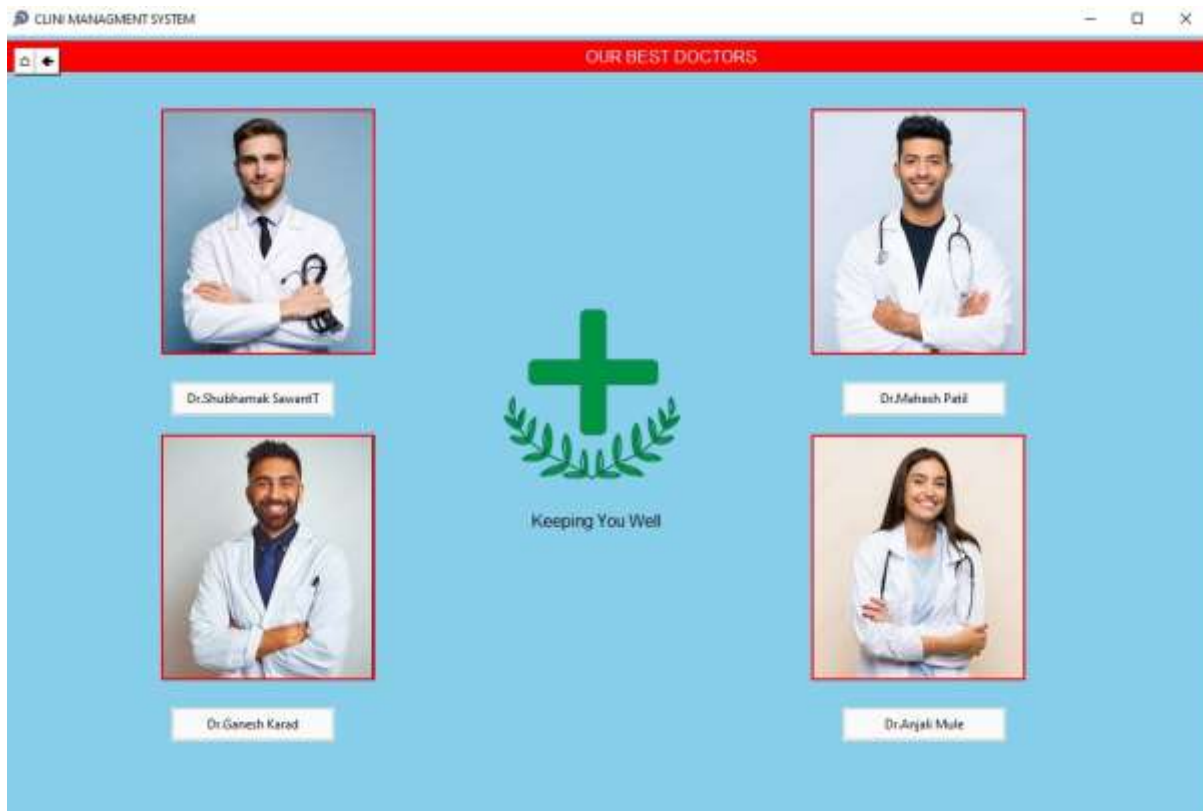 CLINI MANAGMENT SYSTEM
OUR BEST DOCTORS
Dr.Shubhamak SawantT
Dr.Mahesh Patil
Keeping You Well
Dr.Ganesh Karad
Dr.Anjali Mule